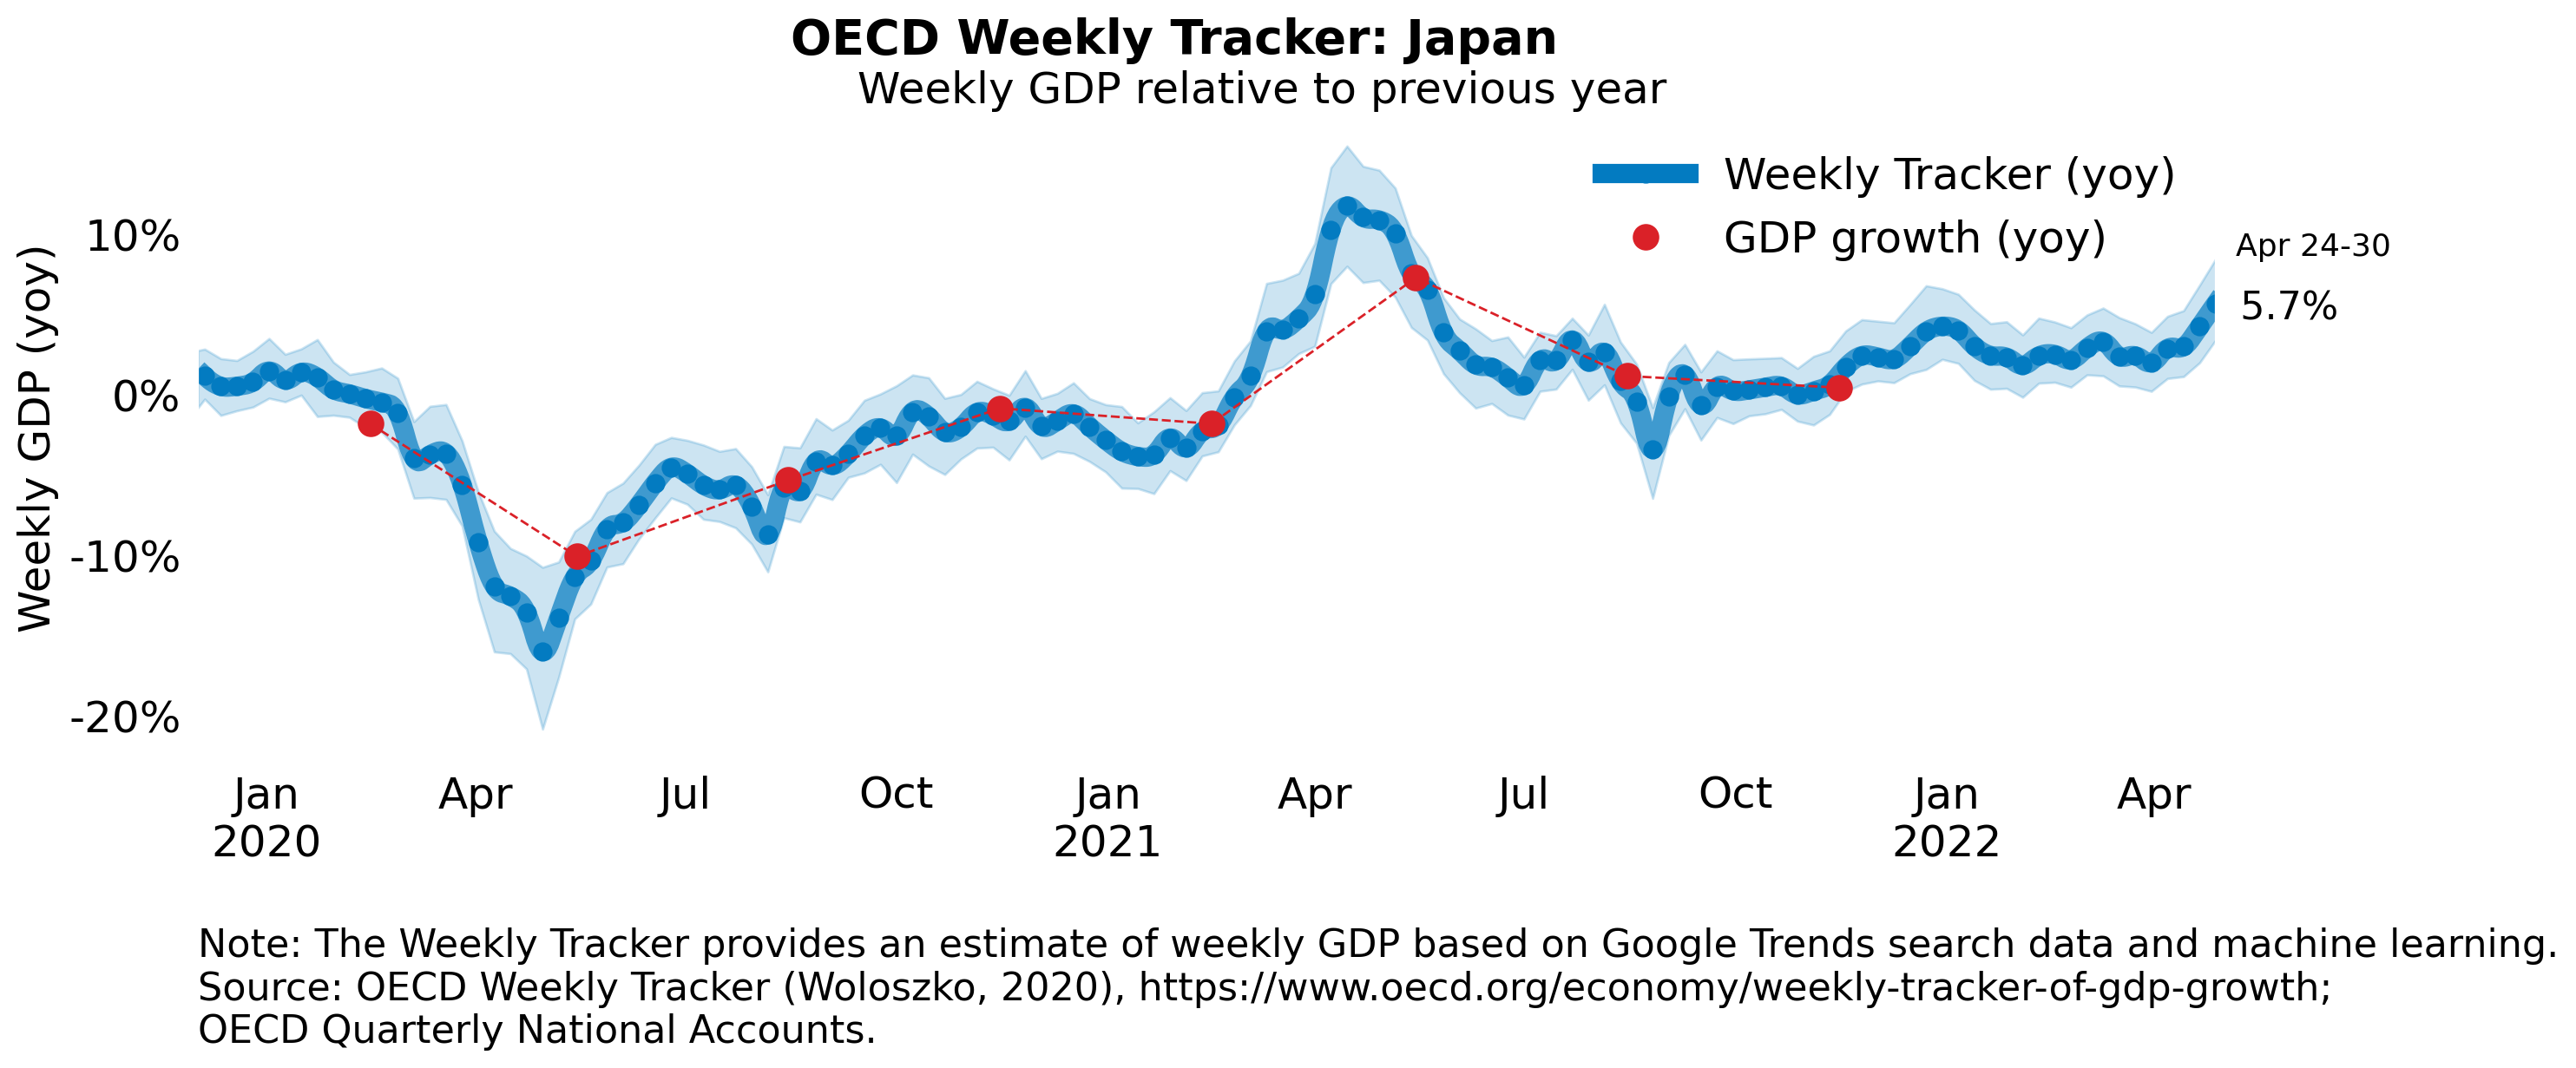 OECD Weekly Tracker: Japan
Weekly GDP relative to previous year
Weekly Tracker (yoy)
GDP growth (yoy)
Apr 24-30
5.7%
Weekly GDP (yoy)
10%
0%
-10%
-20%
Jan Apr Jul Oct Jan Apr Jul Oct Jan Apr
2020 2021 2022
Note: The Weekly Tracker provides an estimate of weekly GDP based on Google Trends search data and machine learning.
Source: OECD Weekly Tracker (Woloszko, 2020), https://www.oecd.org/economy/weekly-tracker-of-gdp-growth;
OECD Quarterly National Accounts.